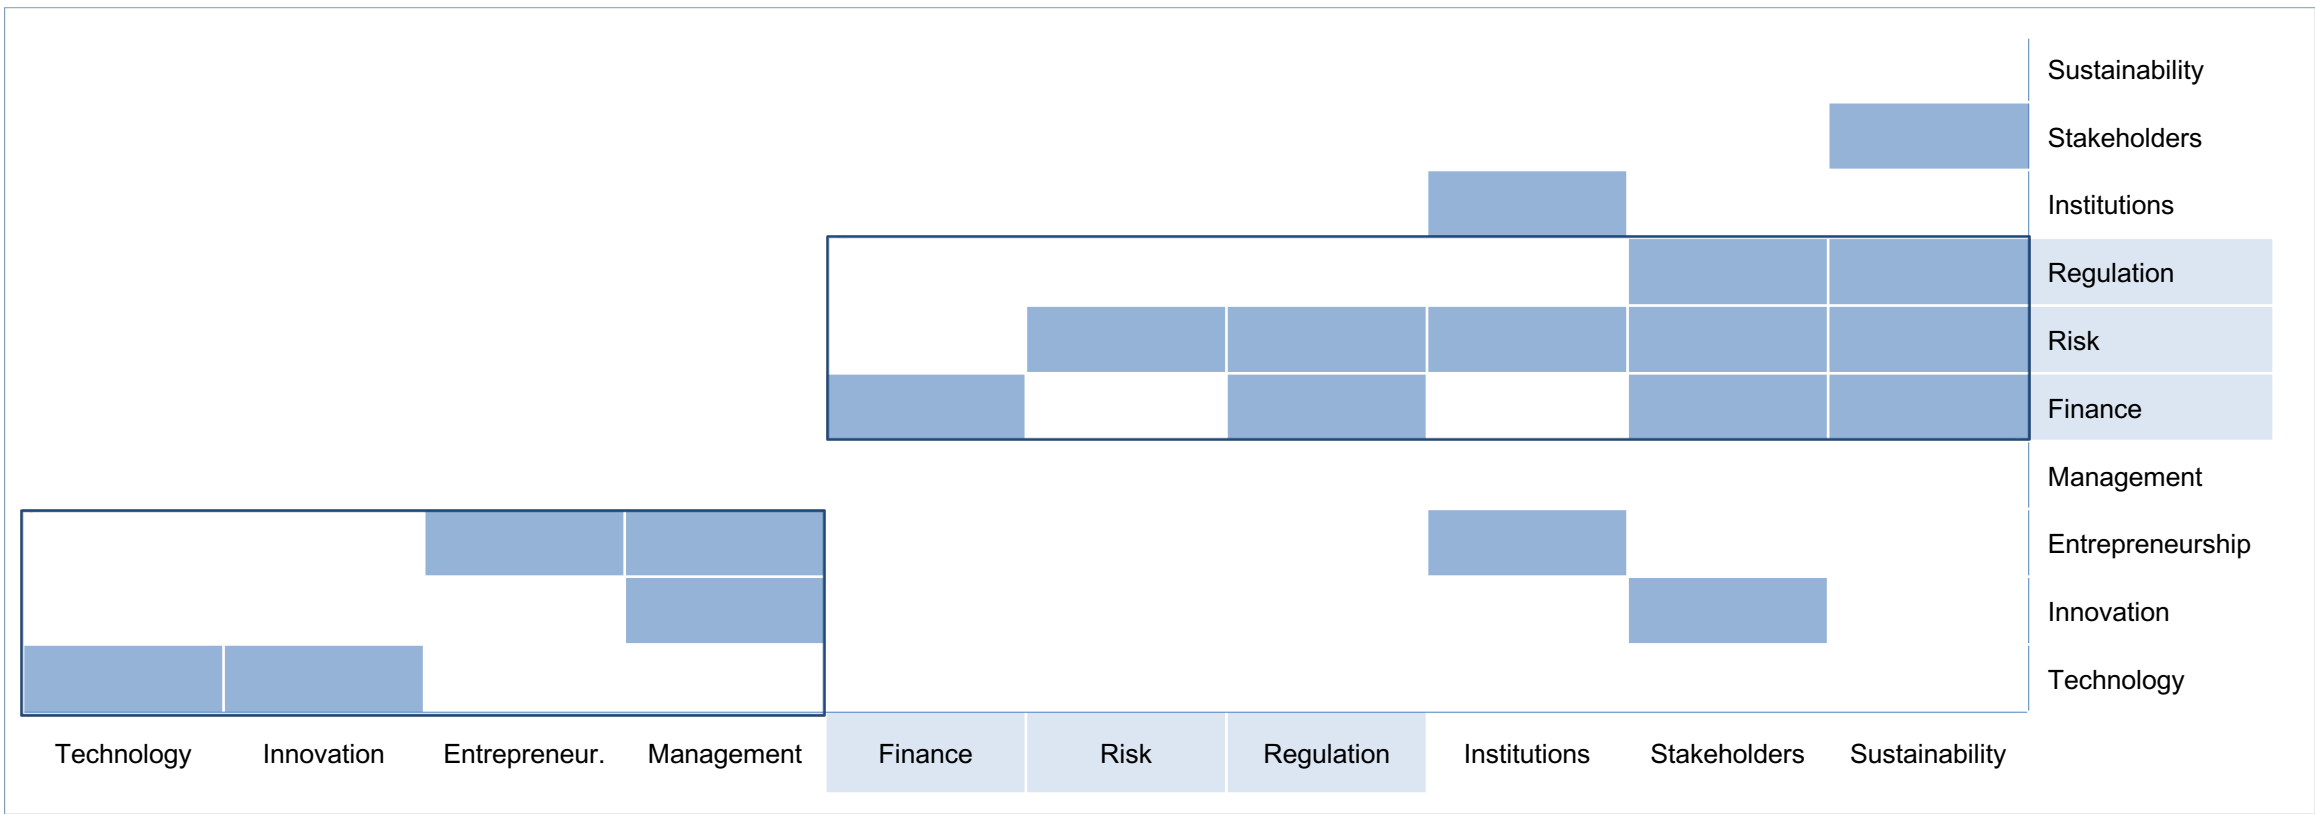 Sustainability
Stakeholders
Institutions
Regulation
Risk
Finance
Management
Entrepreneurship
Innovation
Technology
Technology Innovation Entrepreneur. Management Finance Risk Regulation Institutions Stakeholders Sustainability